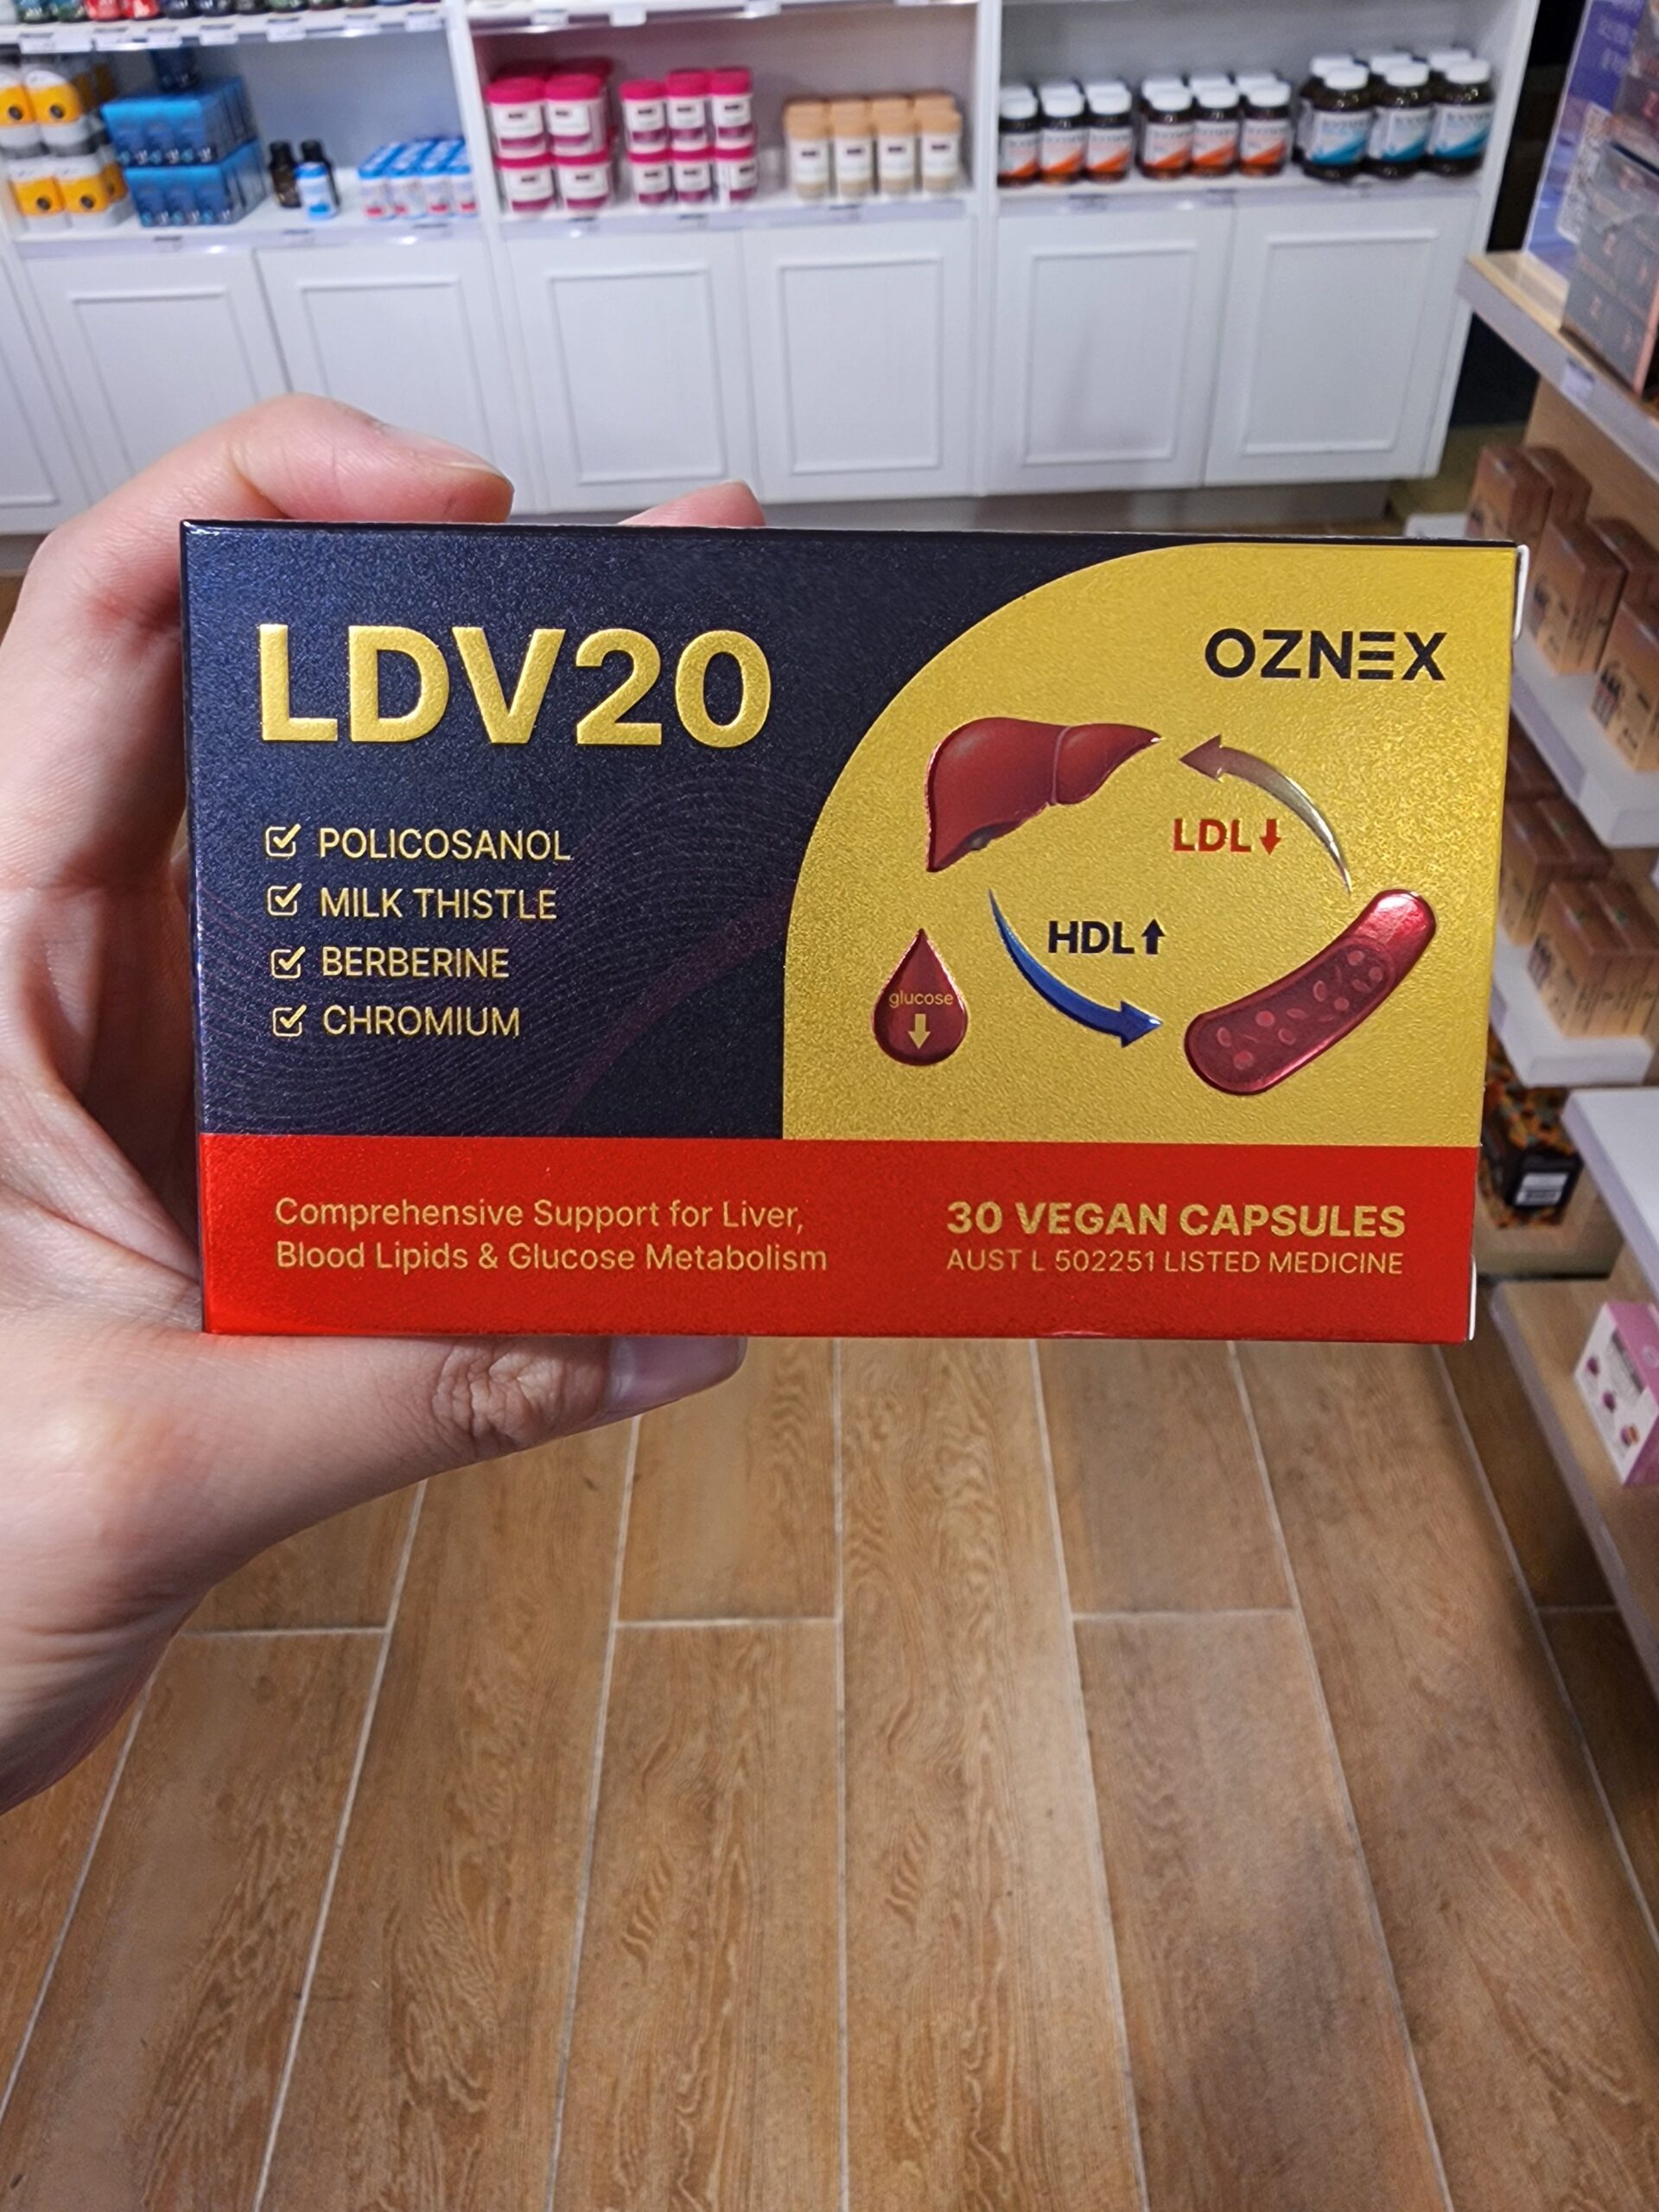 LDV20
POLICOSANOL
MILK THISTLE
BERBERINE
CHROMIUM
OZNEX
LDL
HDL
glucose
Comprehensive Support for Liver,
Blood Lipids & Glucose Metabolism
30 VEGAN CAPSULES
AUST L 502251 LISTED MEDICINE